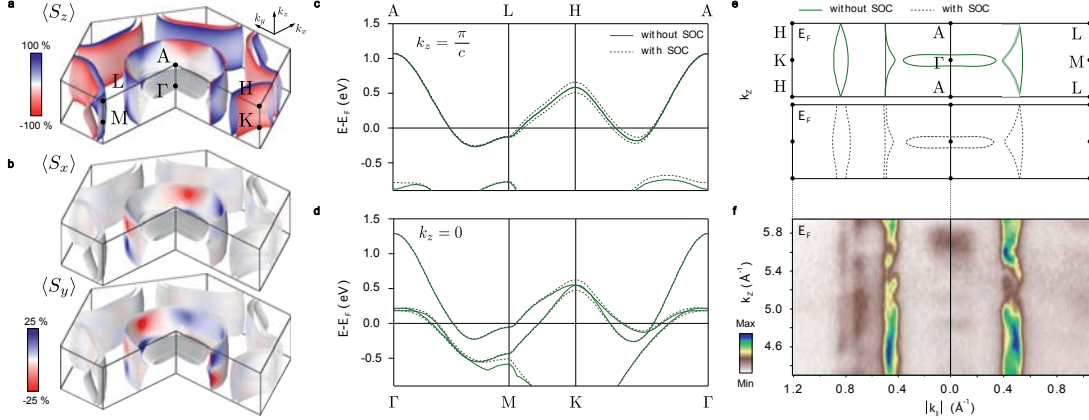 a
⟨S_z⟩
k_y
k_z
k_x
100 %
-100 %
A
Γ
L
M
H
K
b
⟨S_x⟩
⟨S_y⟩
25 %
-25 %
c
A L H A
k_z = π/c
without SOC
with SOC
1.5
1.0
0.5
0.0
-0.5
E-E_F (eV)
d
k_z=0
1.5
1.0
0.5
0.0
-0.5
E-E_F (eV)
Γ M K Γ
e
without SOC
with SOC
H E_F A L
K Γ M
H A L
k_z
E_F
f
E_F
5.8
5.4
5.0
4.6
k_z (Å⁻¹)
Max
Min
1.2 0.8 0.4 0.0 0.4 0.8
|k_∥| (Å⁻¹)